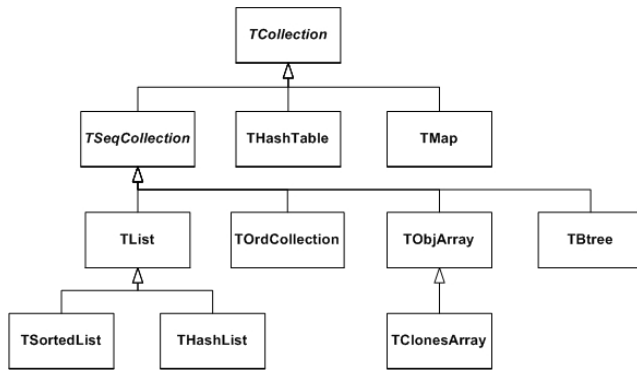 TCollection
TSeqCollection
THashTable
TMap
TList
TOrdCollection
TObjArray
TBtree
TSortedList
THashList
TClonesArray